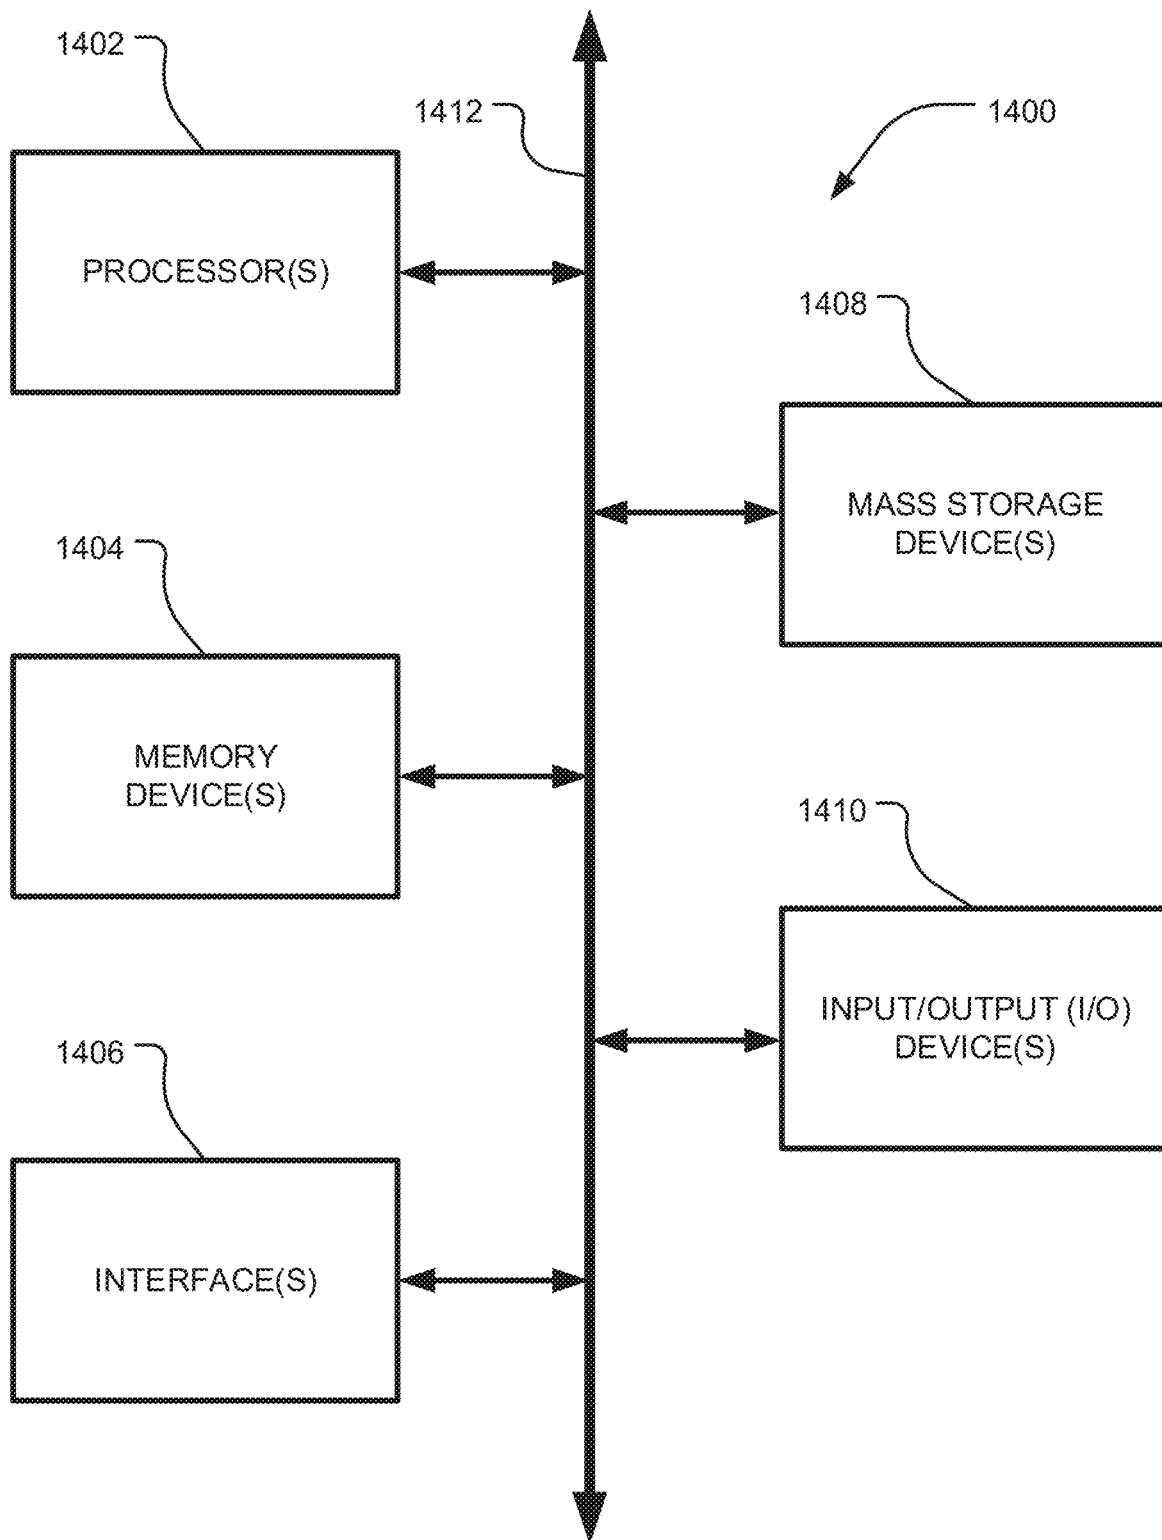 1402
1412
1400
PROCESSOR(S)
1408
MASS STORAGE
DEVICE(S)
1404
MEMORY
DEVICE(S)
1410
INPUT/OUTPUT (I/O)
DEVICE(S)
1406
INTERFACE(S)